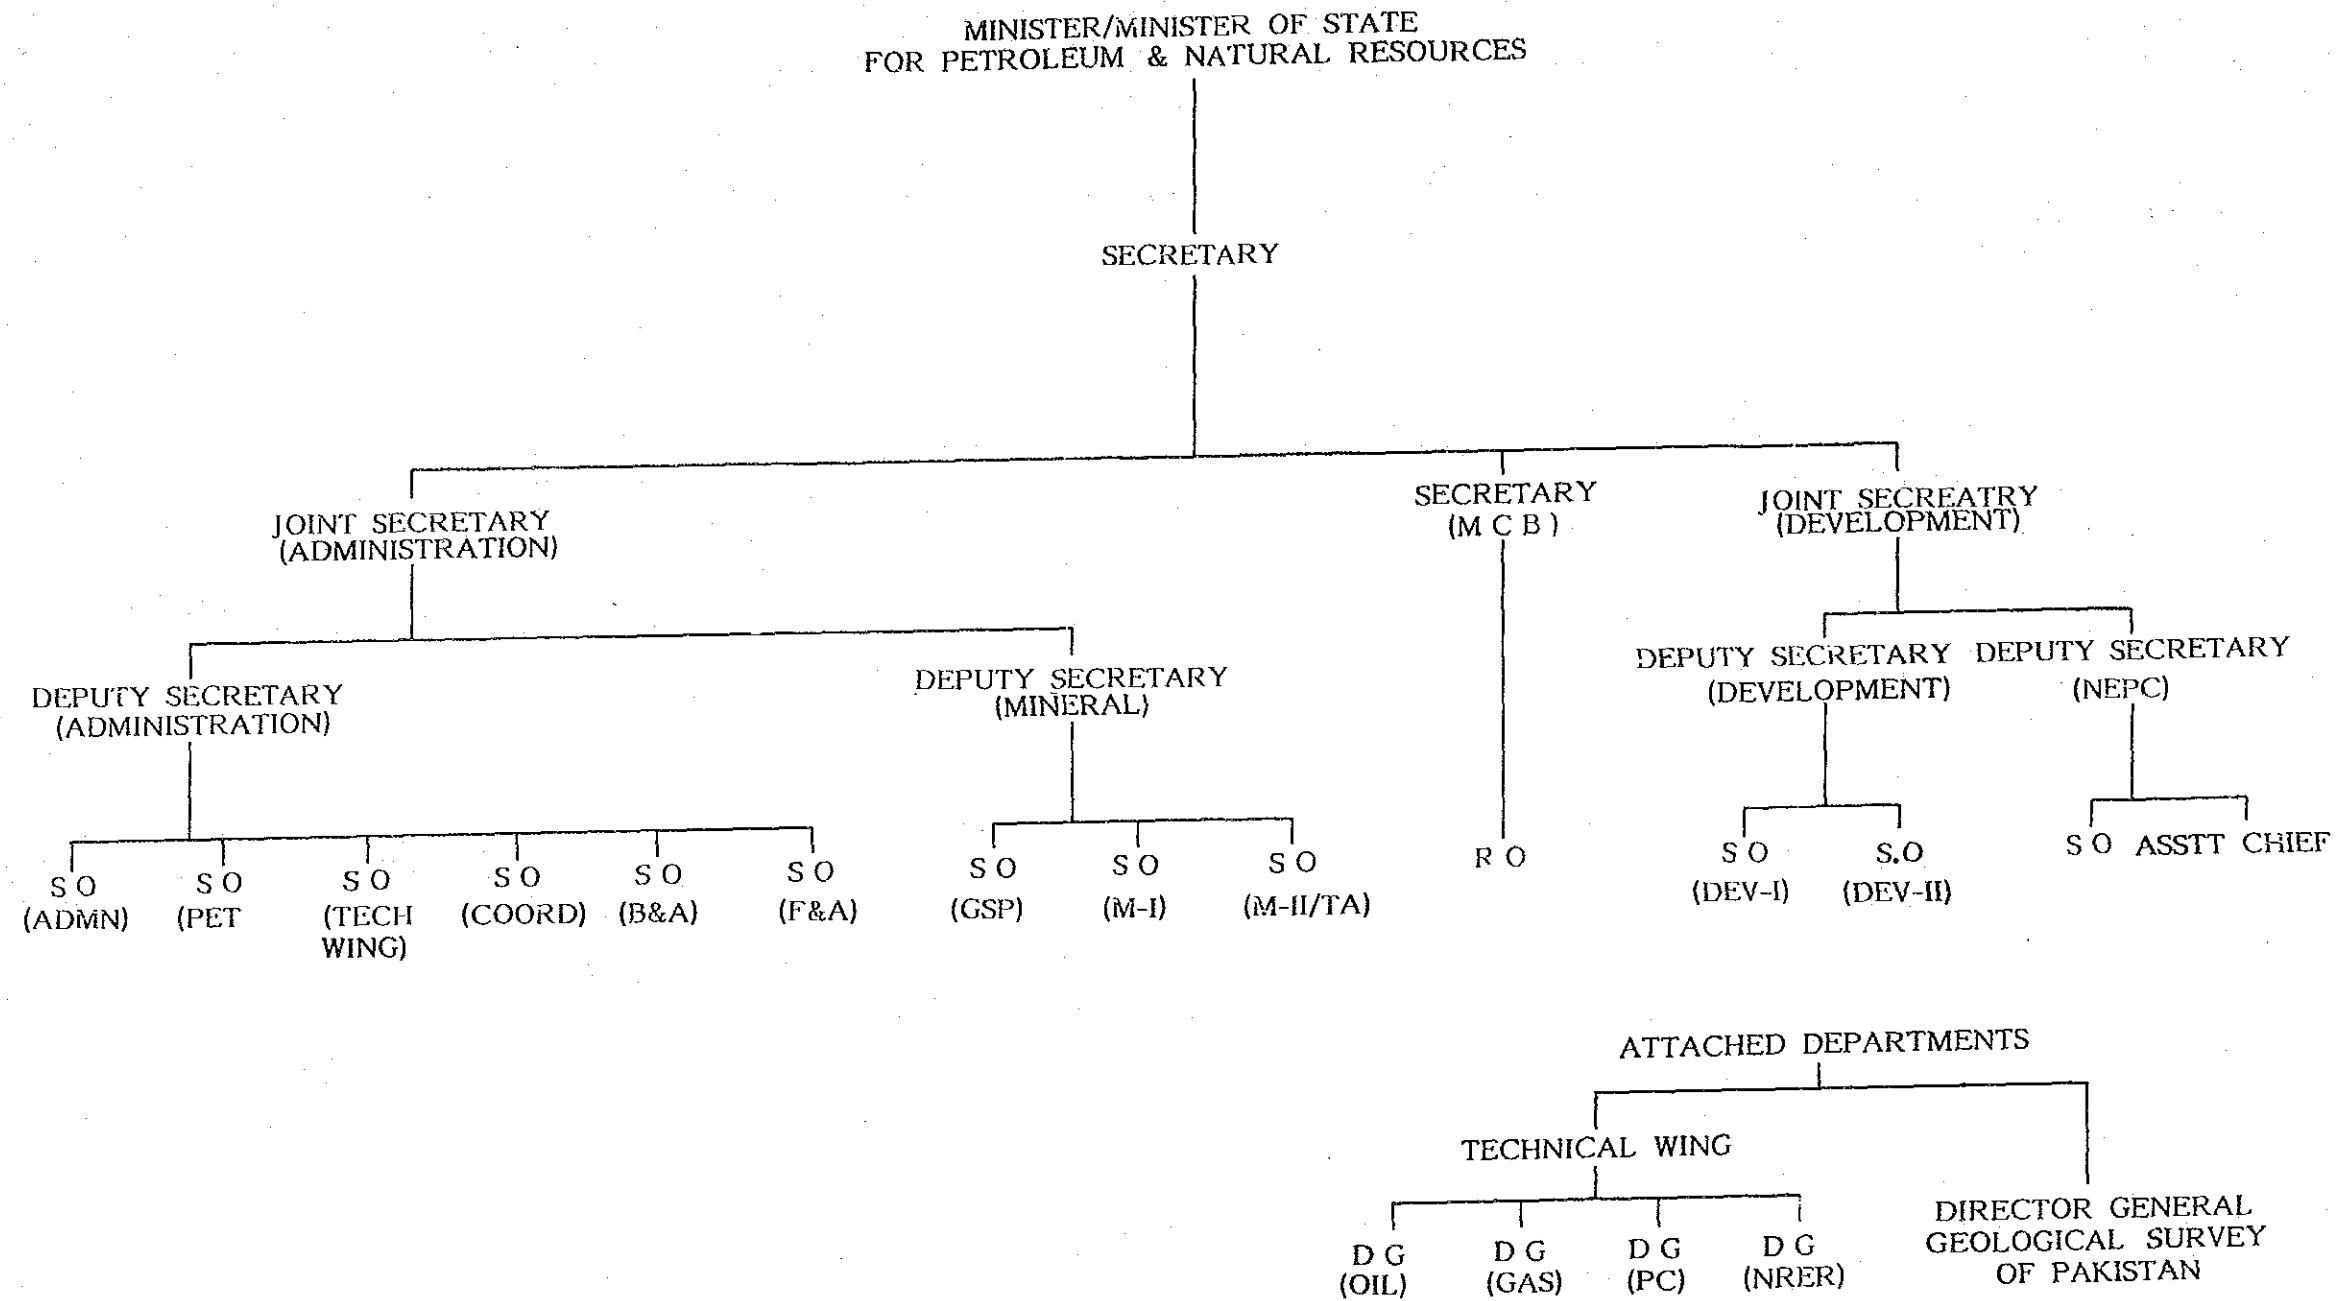 MINISTER/MINISTER OF STATE
FOR PETROLEUM & NATURAL RESOURCES
SECRETARY
JOINT SECRETARY
(ADMINISTRATION)
SECRETARY
(M C B)
JOINT SECREATRY
(DEVELOPMENT)
DEPUTY SECRETARY
(ADMINISTRATION)
DEPUTY SECRETARY
(MINERAL)
DEPUTY SECRETARY
(DEVELOPMENT)
DEPUTY SECRETARY
(NEPC)
S O
(ADMN)
S O
(PET
S O
(TECH
WING)
S O
(COORD)
S O
(B&A)
S O
(F&A)
S O
(GSP)
S O
(M-I)
S O
(M-II/TA)
R O
S O
(DEV-I)
S.O
(DEV-II)
S O
ASSTT CHIEF
ATTACHED DEPARTMENTS
TECHNICAL WING
D G
(OIL)
D G
(GAS)
D G
(PC)
D G
(NRER)
DIRECTOR GENERAL
GEOLOGICAL SURVEY
OF PAKISTAN